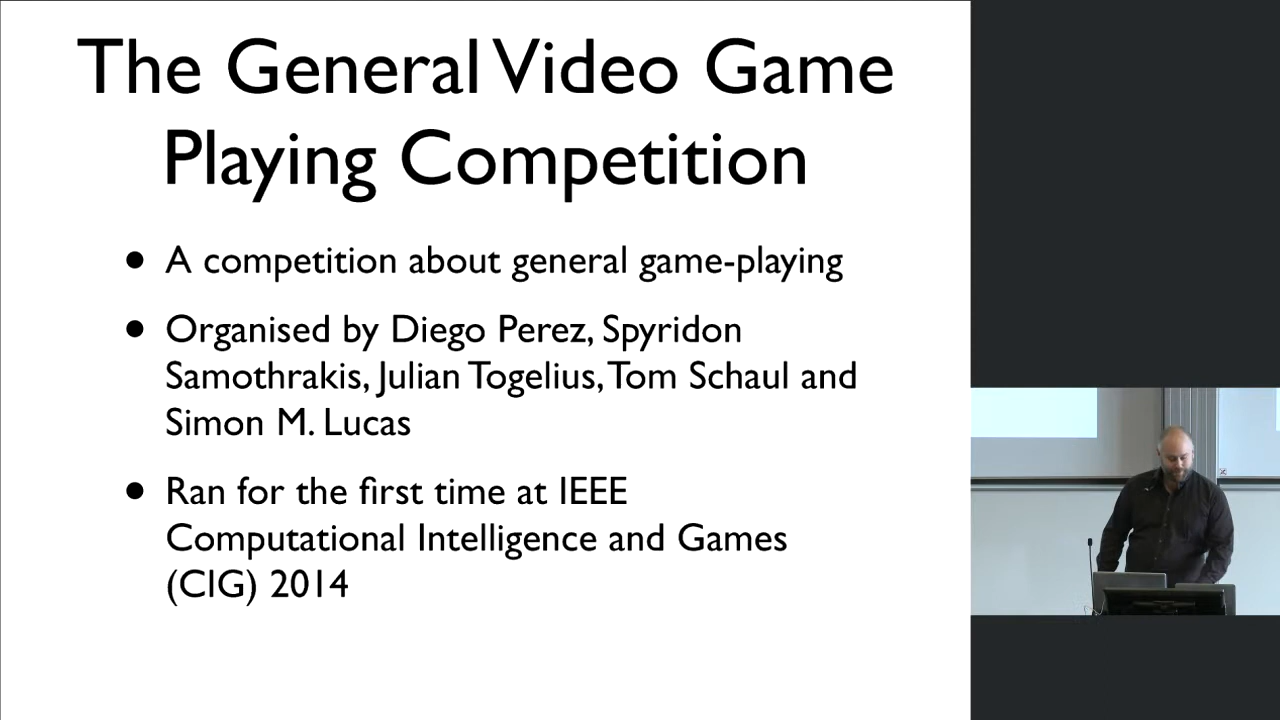 The General Video Game
Playing Competition
• A competition about general game-playing
• Organised by Diego Perez, Spyridon
Samothrakis, Julian Togelius, Tom Schaul and
Simon M. Lucas
• Ran for the first time at IEEE
Computational Intelligence and Games
(CIG) 2014